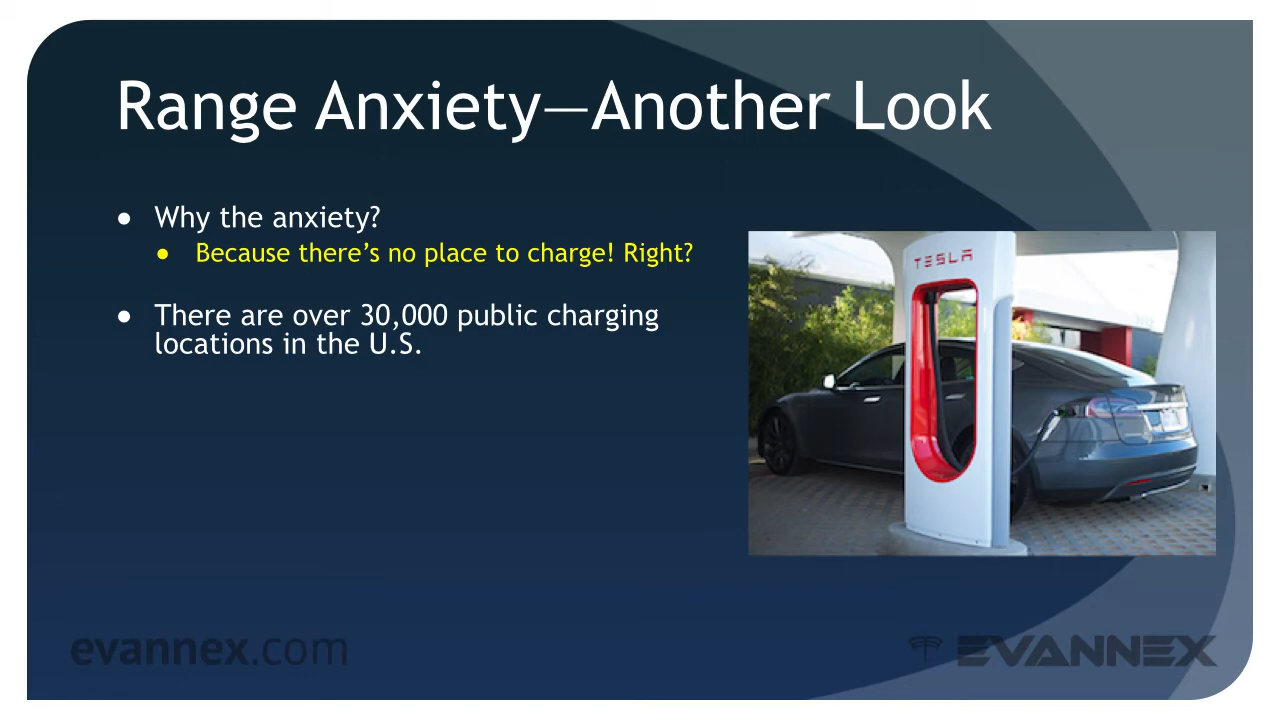 Range Anxiety—Another Look
● Why the anxiety?
● Because there’s no place to charge! Right?
● There are over 30,000 public charging
locations in the U.S.
TESLA
evannex.com
EVANNEX